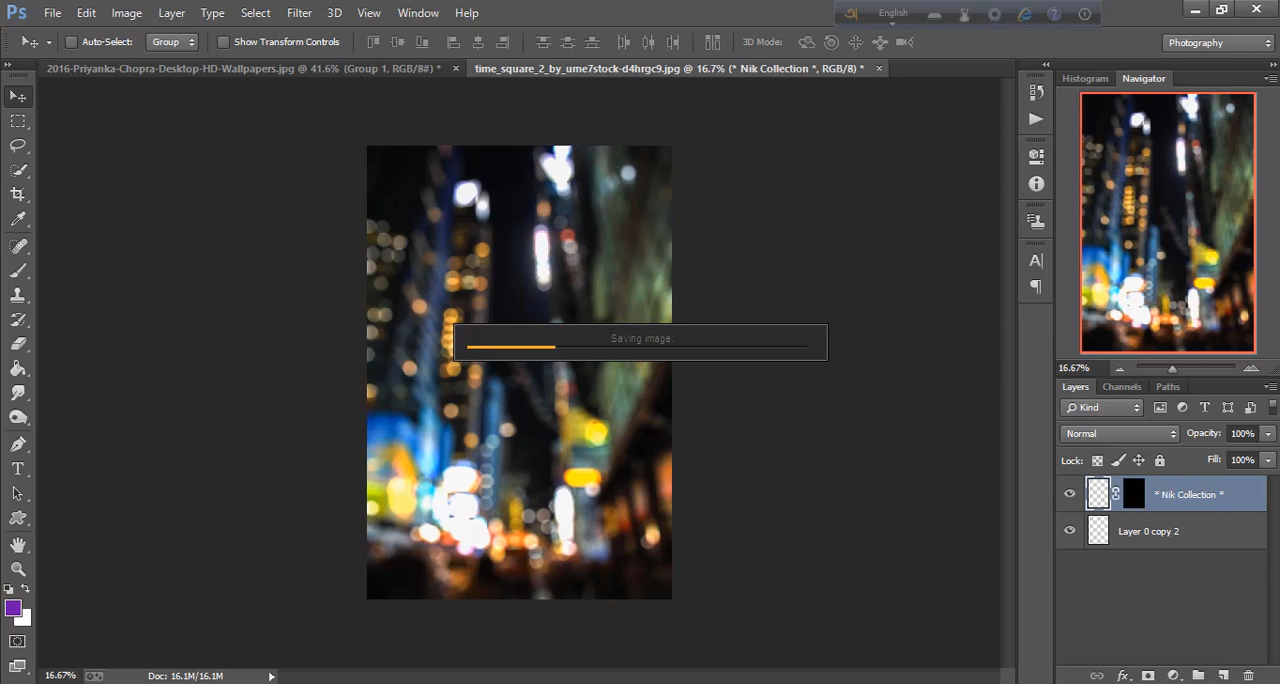 Ps File Edit Image Layer Type Select Filter 3D View Window Help
English
Auto-Select: Group Show Transform Controls 3D Mode: Photography
2016-Priyanka-Chopra-Desktop-HD-Wallpapers.jpg @ 41.6% (Group 1, RGB/8#) * × time_square_2_by_ume7stock-d4hrgc9.jpg @ 16.7% (* Nik Collection *, RGB/8) * ×
Histogram Navigator
Saving image.
16.67%
Layers Channels Paths
Kind
Normal Opacity: 100%
Lock: Fill: 100%
* Nik Collection *
Layer 0 copy 2
16.67% Doc: 16.1M/16.1M